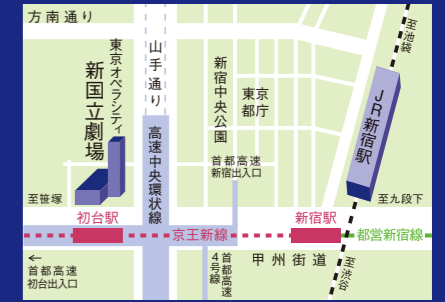 方南通り
至池袋
山手通り
東京オペラシティ
新国立劇場
新宿中央公園
東京
都庁
JR新宿駅
高速中央環状線
首都高速
新宿出入口
至笹塚
至九段下
初台駅
新宿駅
京王新線
都営新宿線
←
首都高速
初台出入口
首都高速
4号線
甲州街道
至渋谷